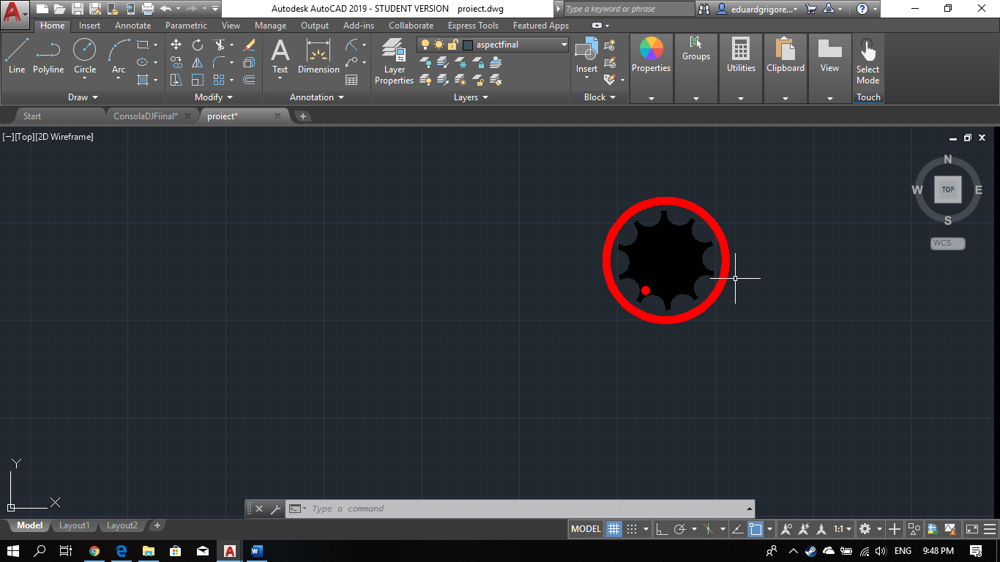 Autodesk AutoCAD 2019 - STUDENT VERSION proiect.dwg
Type a keyword or phrase
eduardgrigore...
Home Insert Annotate Parametric View Manage Output Add-ins Collaborate Express Tools Featured Apps
aspectfinal
Line Polyline Circle Arc Text Dimension Layer Properties Insert Properties Groups Utilities Clipboard View Select Mode
Draw Modify Annotation Layers Block Touch
Start ConsolaDJFiinal* proiect*
[−][Top][2D Wireframe]
N
W TOP E
S
WCS
Y
X
Type a command
Model Layout1 Layout2
MODEL 1:1
ENG 9:48 PM